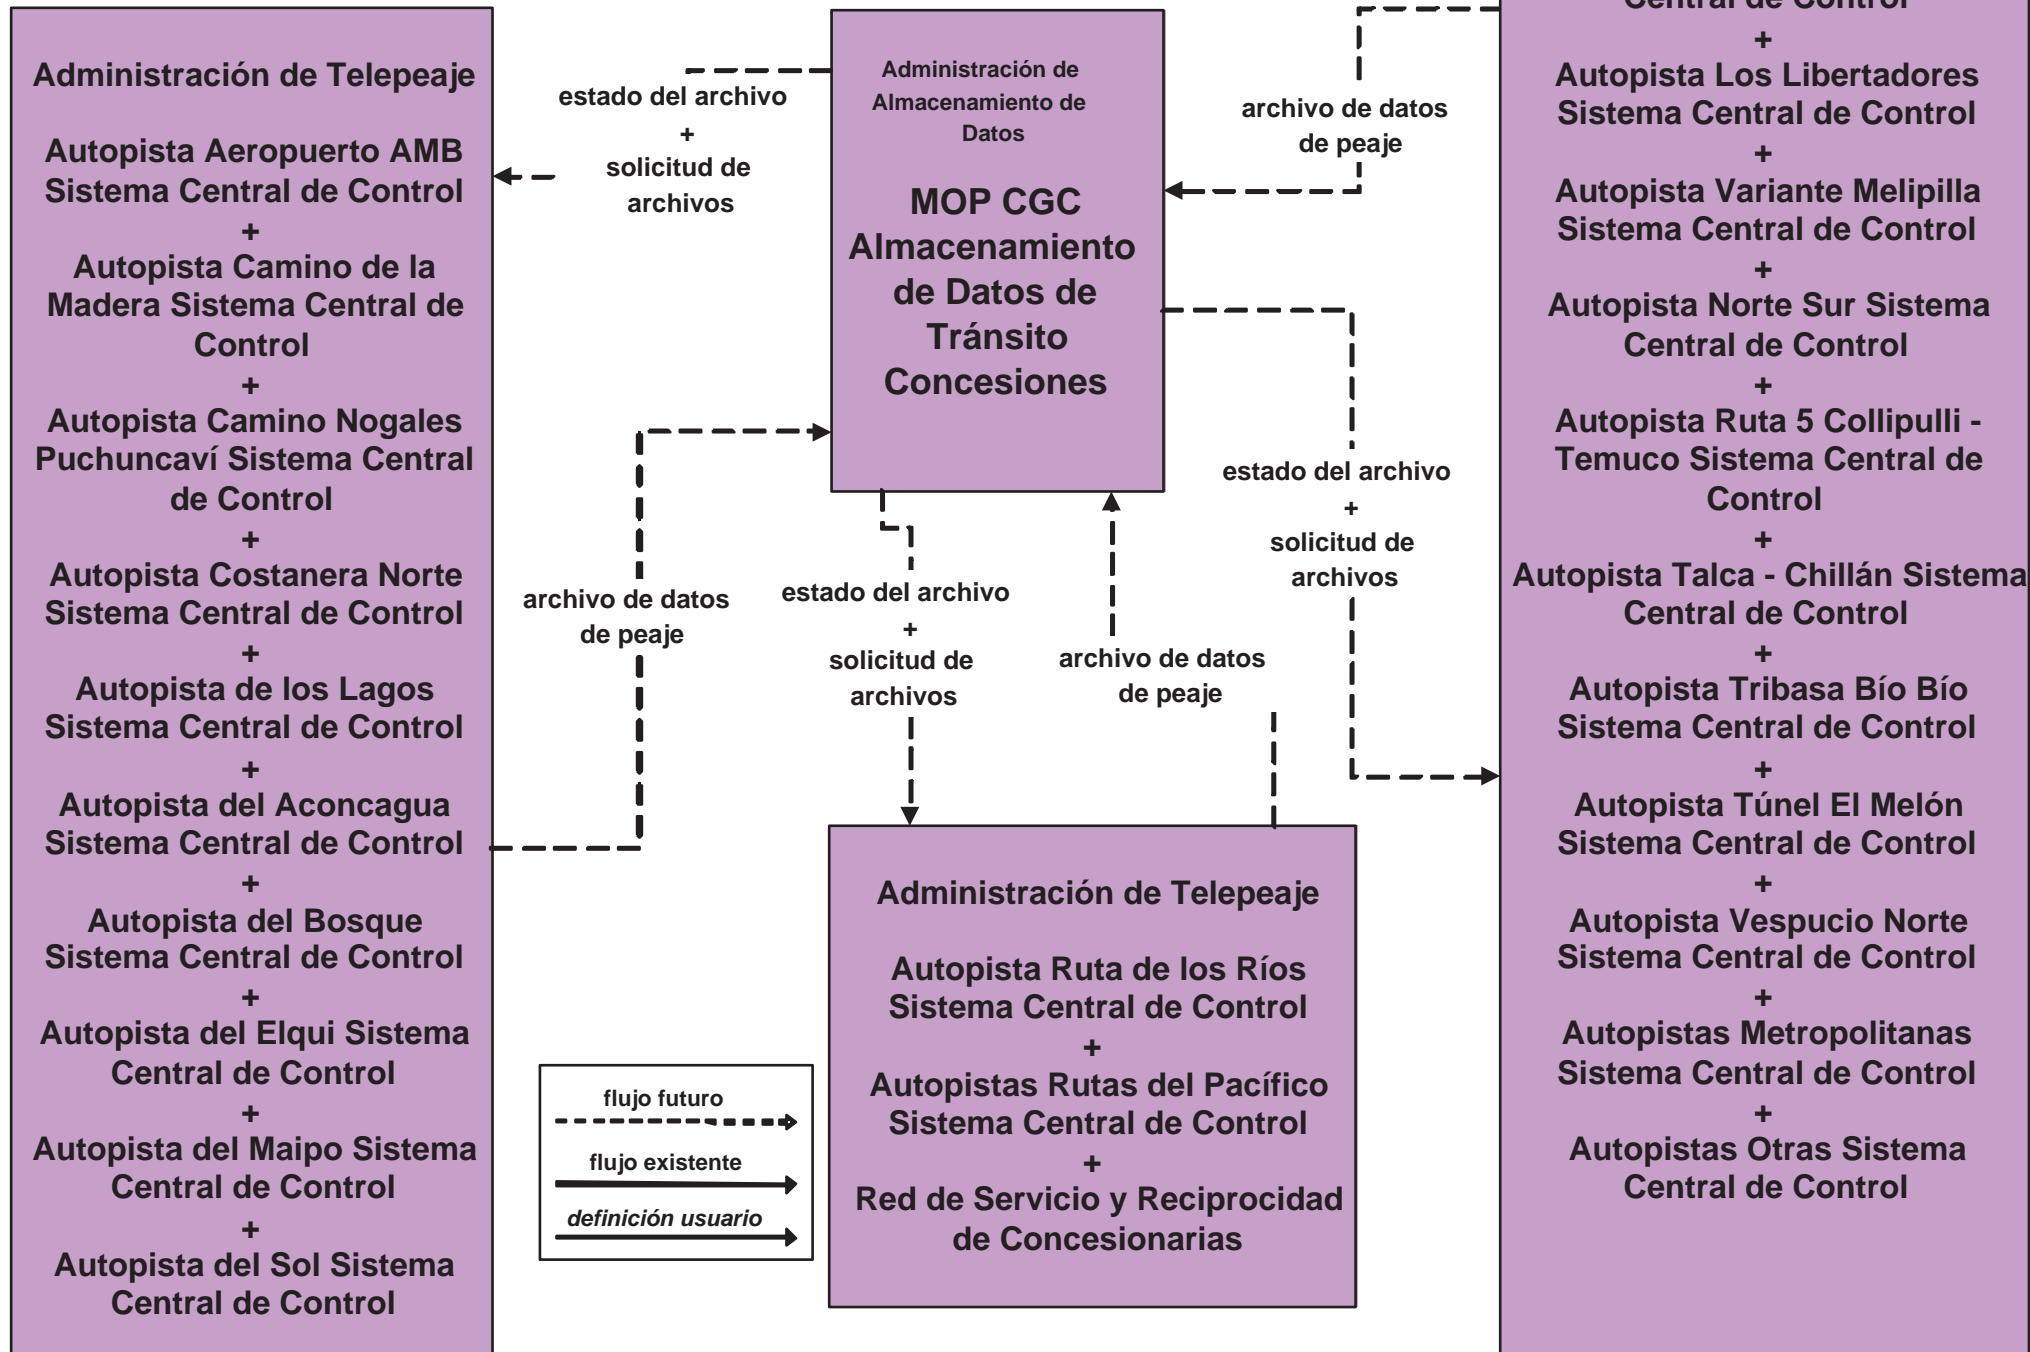 Administración de Telepeaje
Autopista Aeropuerto AMB
Sistema Central de Control
+
Autopista Camino de la
Madera Sistema Central de
Control
+
Autopista Camino Nogales
Puchuncaví Sistema Central
de Control
+
Autopista Costanera Norte
Sistema Central de Control
+
Autopista de los Lagos
Sistema Central de Control
+
Autopista del Aconcagua
Sistema Central de Control
+
Autopista del Bosque
Sistema Central de Control
+
Autopista del Elqui Sistema
Central de Control
+
Autopista del Maipo Sistema
Central de Control
+
Autopista del Sol Sistema
Central de Control
estado del archivo
+
solicitud de
archivos
archivo de datos
de peaje
Administración de
Almacenamiento de
Datos
MOP CGC
Almacenamiento
de Datos de
Tránsito
Concesiones
estado del archivo
+
solicitud de
archivos
archivo de datos
de peaje
archivo de datos
de peaje
estado del archivo
+
solicitud de
archivos
Administración de Telepeaje
Autopista Ruta de los Ríos
Sistema Central de Control
+
Autopistas Rutas del Pacífico
Sistema Central de Control
+
Red de Servicio y Reciprocidad
de Concesionarias
flujo futuro
flujo existente
definición usuario
Central de Control
+
Autopista Los Libertadores
Sistema Central de Control
+
Autopista Variante Melipilla
Sistema Central de Control
+
Autopista Norte Sur Sistema
Central de Control
+
Autopista Ruta 5 Collipulli -
Temuco Sistema Central de
Control
+
Autopista Talca - Chillán Sistema
Central de Control
+
Autopista Tribasa Bío Bío
Sistema Central de Control
+
Autopista Túnel El Melón
Sistema Central de Control
+
Autopista Vespucio Norte
Sistema Central de Control
+
Autopistas Metropolitanas
Sistema Central de Control
+
Autopistas Otras Sistema
Central de Control